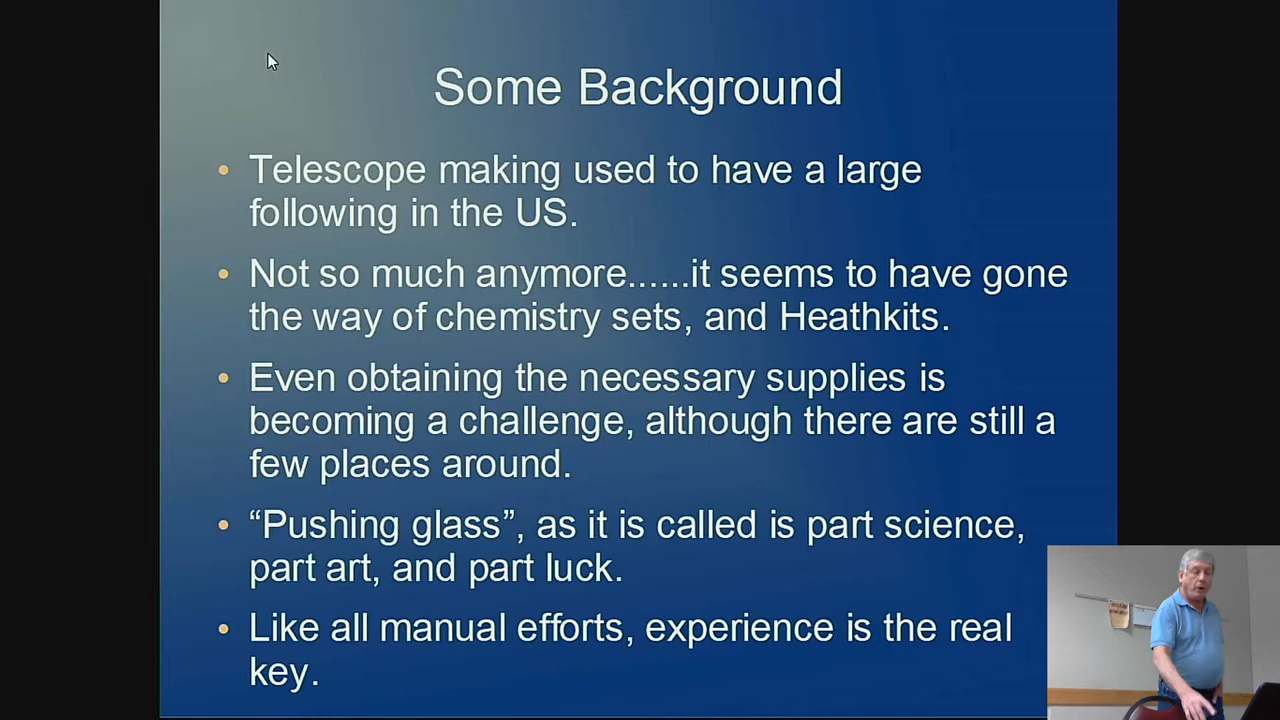 Some Background
• Telescope making used to have a large
following in the US.
• Not so much anymore......it seems to have gone
the way of chemistry sets, and Heathkits.
• Even obtaining the necessary supplies is
becoming a challenge, although there are still a
few places around.
• “Pushing glass”, as it is called is part science,
part art, and part luck.
• Like all manual efforts, experience is the real
key.